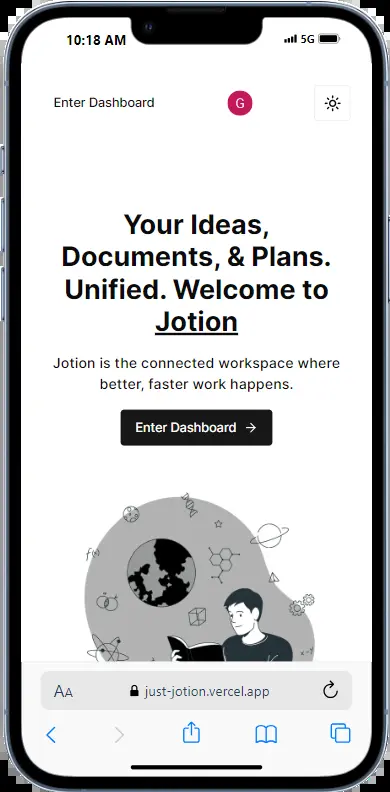 10:18 AM
5G
Enter Dashboard
G
Your Ideas,
Documents, & Plans.
Unified. Welcome to
Jotion
Jotion is the connected workspace where
better, faster work happens.
Enter Dashboard →
f(x)
x-y
AA
just-jotion.vercel.app